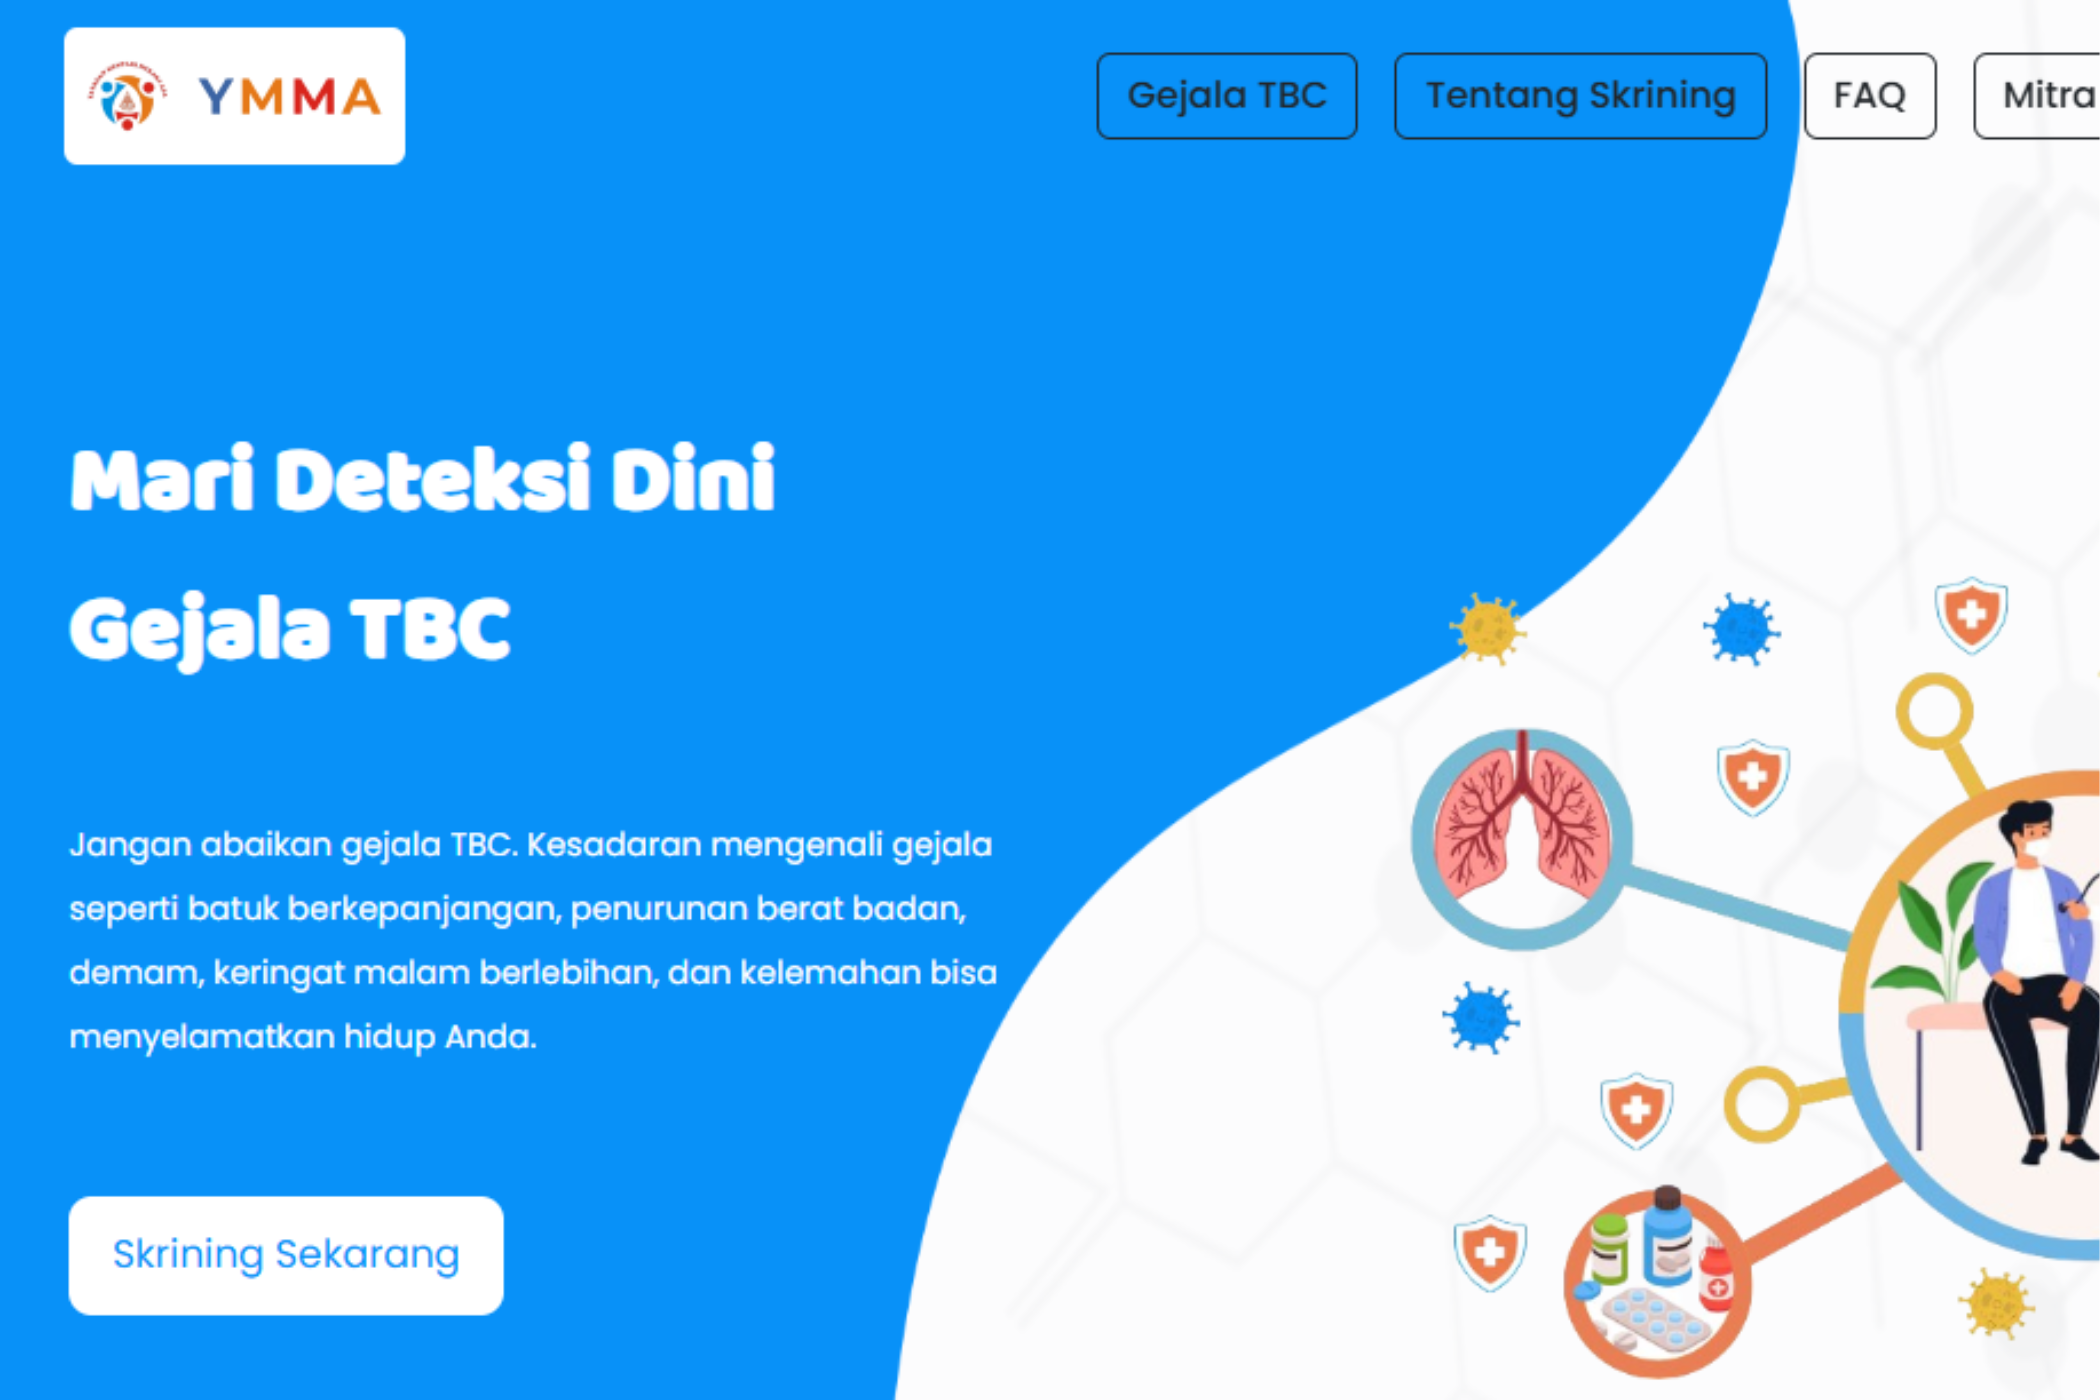 YMMA
Gejala TBC
Tentang Skrining
FAQ
Mitra
Mari Deteksi Dini
Gejala TBC
Jangan abaikan gejala TBC. Kesadaran mengenali gejala
seperti batuk berkepanjangan, penurunan berat badan,
demam, keringat malam berlebihan, dan kelemahan bisa
menyelamatkan hidup Anda.
Skrining Sekarang